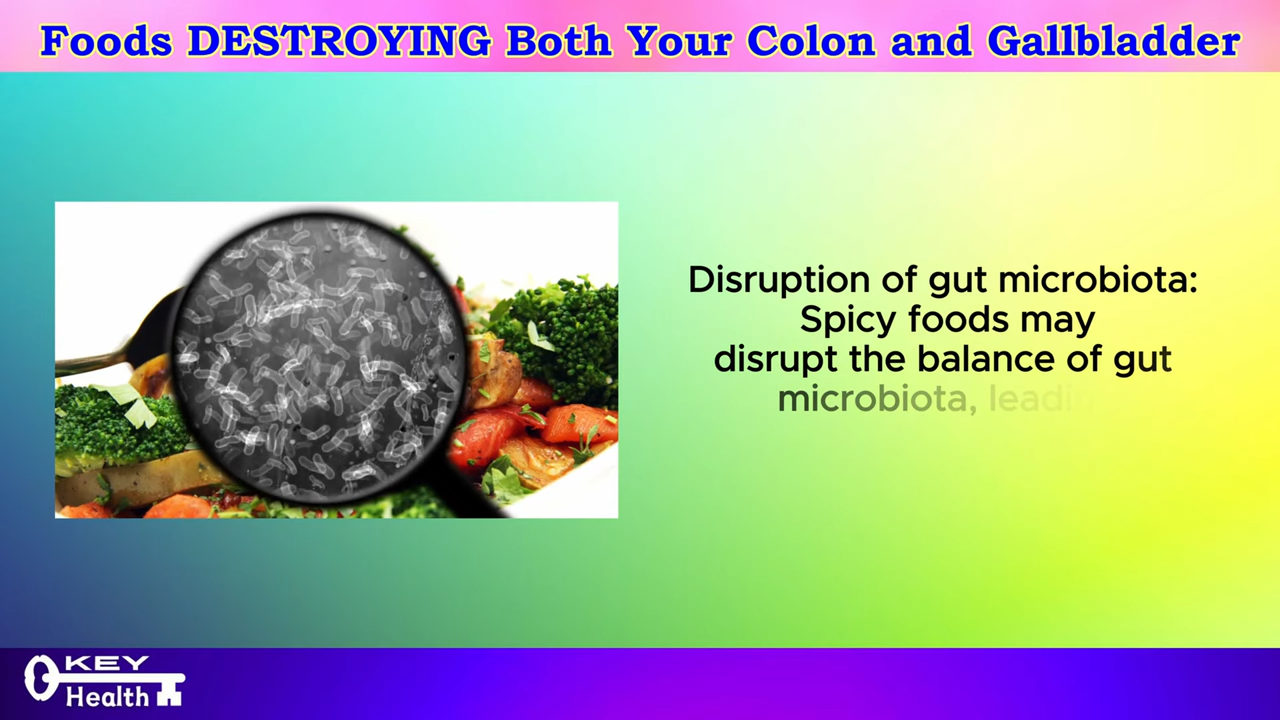 Foods DESTROYING Both Your Colon and Gallbladder
Disruption of gut microbiota:
Spicy foods may
disrupt the balance of gut
microbiota,
KEY
Health